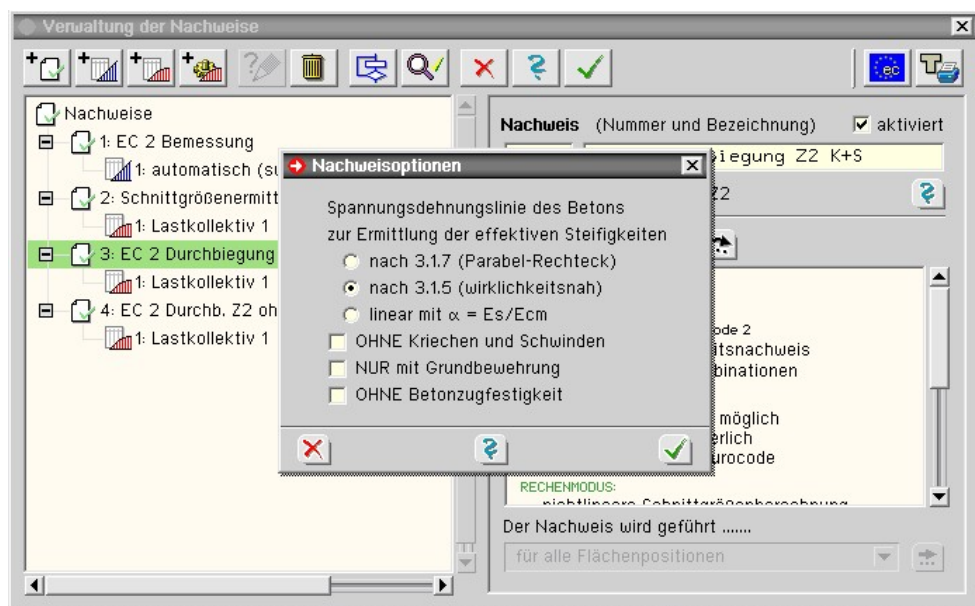 Verwaltung der Nachweise
ec
Nachweise
1: EC 2 Bemessung
1: automatisch
2: Schnittgrößenermitt
1: Lastkollektiv 1
3: EC 2 Durchbiegung
1: Lastkollektiv 1
4: EC 2 Durchb. Z2 oh
1: Lastkollektiv 1
Nachweisoptionen
Spannungsdehnungslinie des Betons
zur Ermittlung der effektiven Steifigkeiten
nach 3.1.7 (Parabel-Rechteck)
nach 3.1.5 (wirklichkeitsnah)
linear mit α = Es/Ecm
OHNE Kriechen und Schwinden
NUR mit Grundbewehrung
OHNE Betonzugfestigkeit
Nachweis (Nummer und Bezeichnung) aktiviert
iegung Z2 K+S
Z2
ode 2
itsnachweis
binationen
möglich
erlich
urocode
RECHENMODUS:
nichtlineare Schnittgrößenberechnung
Der Nachweis wird geführt .......
für alle Flächenpositionen